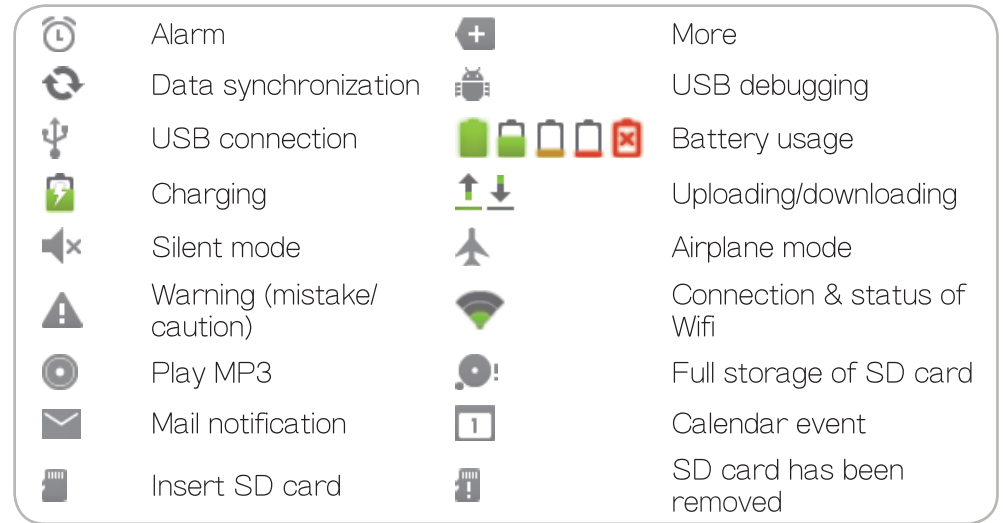 Alarm
More
Data synchronization
USB debugging
USB connection
Battery usage
Charging
Uploading/downloading
Silent mode
Airplane mode
Warning (mistake/
caution)
Connection & status of
Wifi
Play MP3
Full storage of SD card
Mail notification
1
Calendar event
Insert SD card
SD card has been
removed